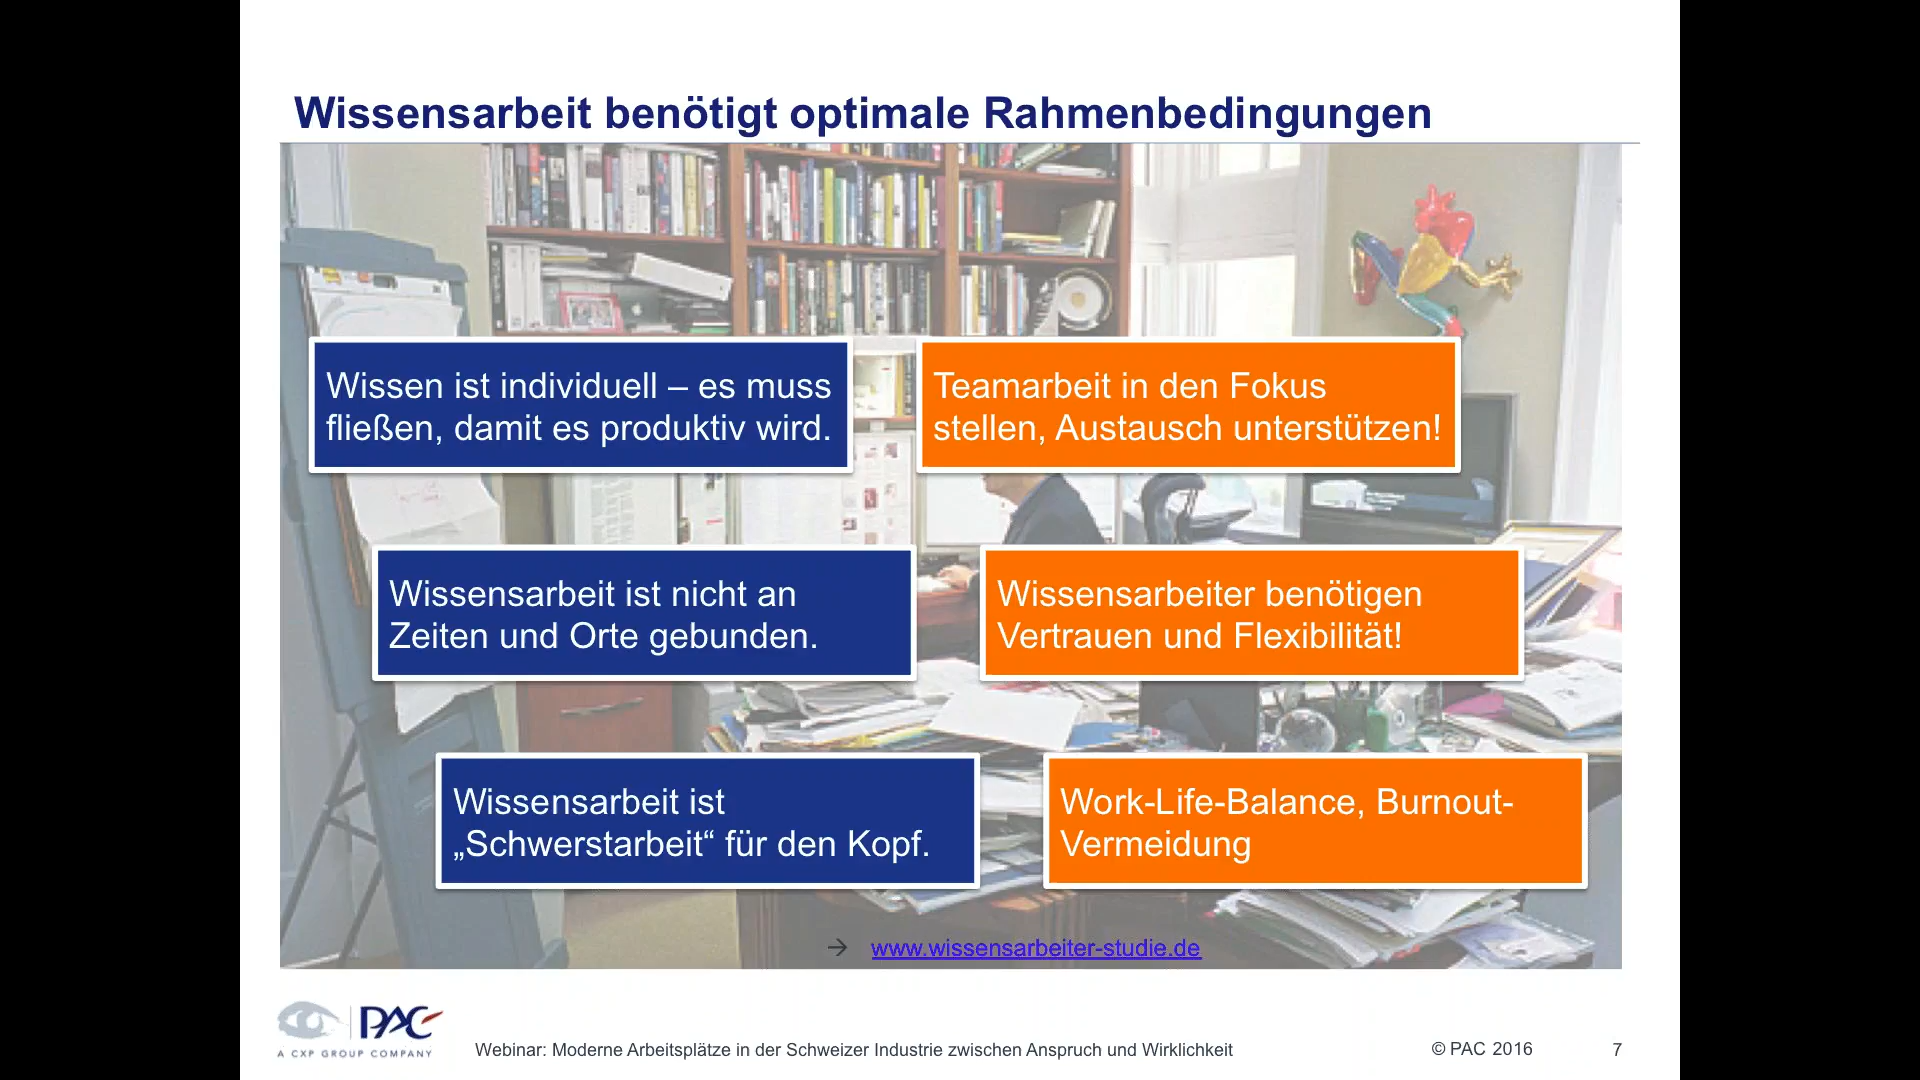 Wissensarbeit benötigt optimale Rahmenbedingungen
Wissen ist individuell – es muss
fließen, damit es produktiv wird.
Teamarbeit in den Fokus
stellen, Austausch unterstützen!
Wissensarbeit ist nicht an
Zeiten und Orte gebunden.
Wissensarbeiter benötigen
Vertrauen und Flexibilität!
Wissensarbeit ist
„Schwerstarbeit“ für den Kopf.
Work-Life-Balance, Burnout-
Vermeidung
→ www.wissensarbeiter-studie.de
PAC
A CXP GROUP COMPANY
Webinar: Moderne Arbeitsplätze in der Schweizer Industrie zwischen Anspruch und Wirklichkeit
© PAC 2016
7